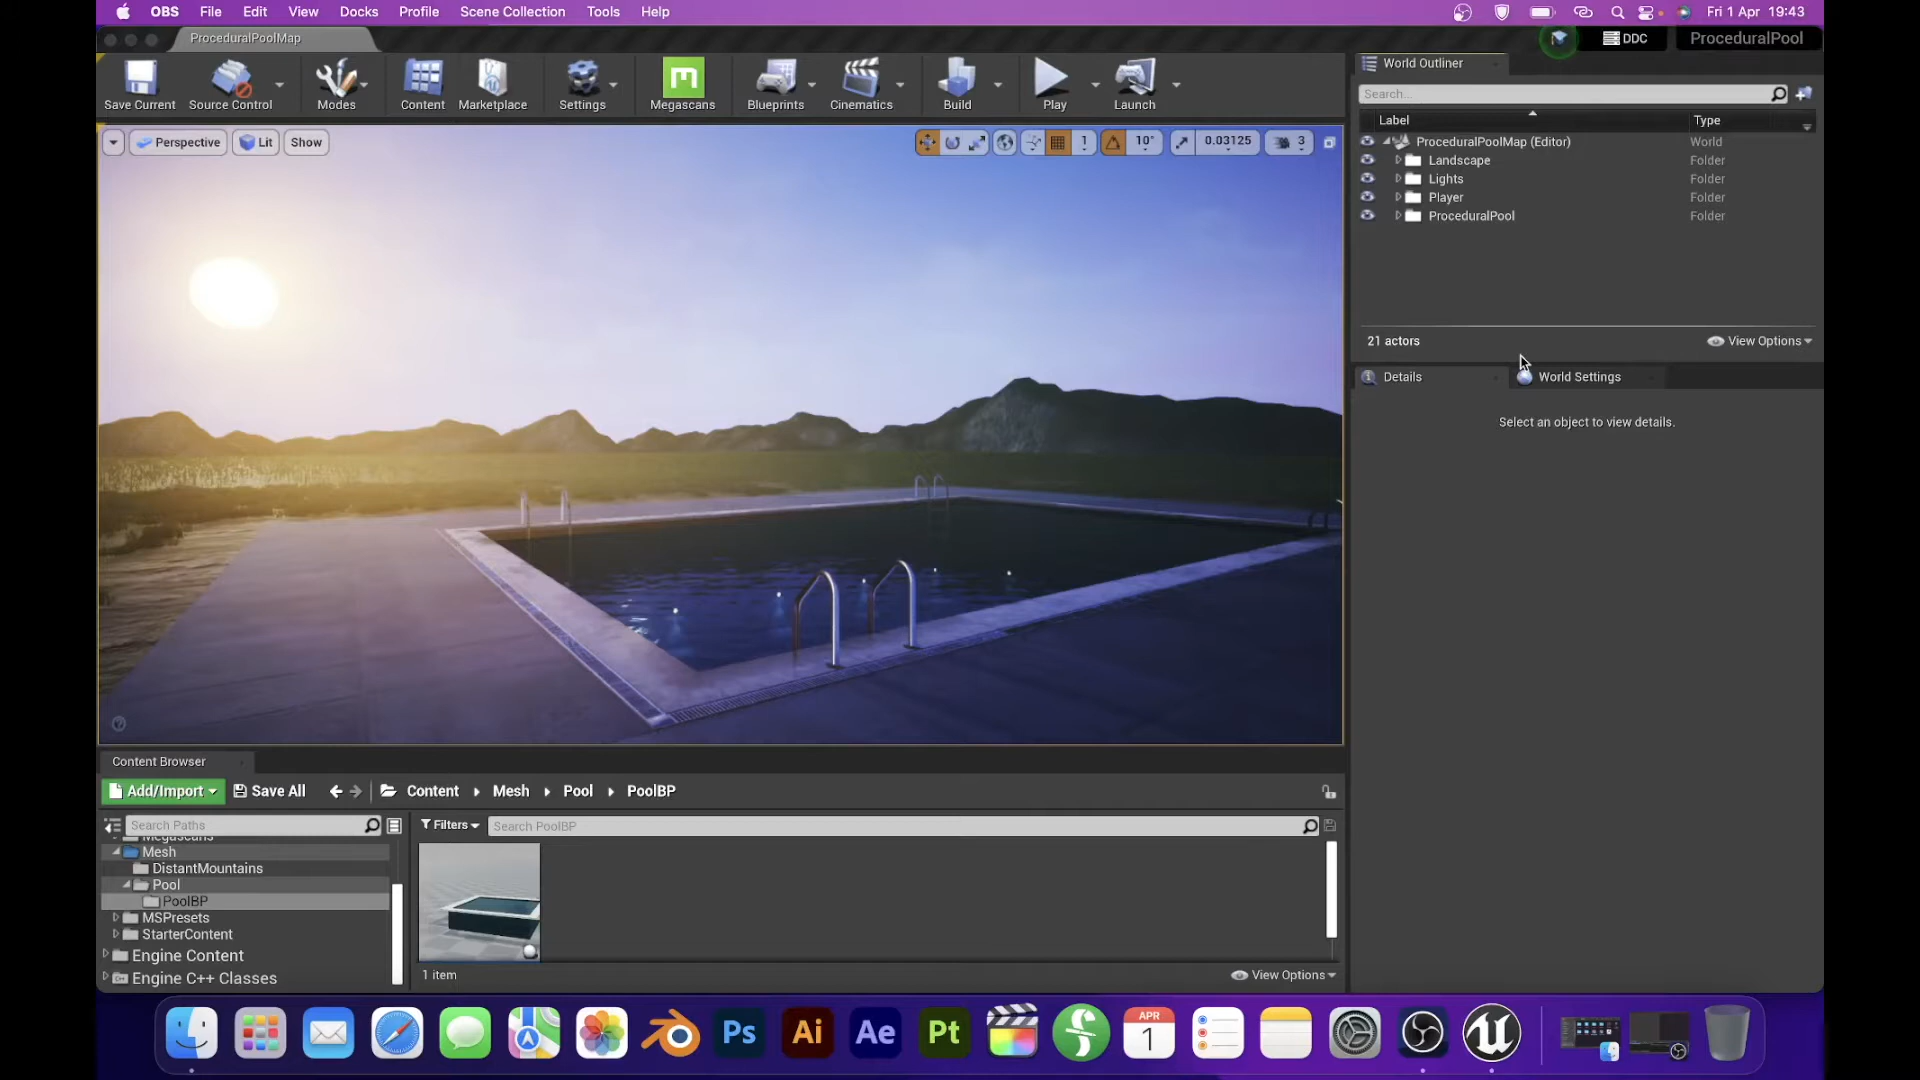 OBS File Edit View Docks Profile Scene Collection Tools Help Fri 1 Apr 19:43
ProceduralPoolMap DDC ProceduralPool
Save Current Source Control Modes Content Marketplace Settings Megascans Blueprints Cinematics Build Play Launch
Perspective Lit Show 1 10° 0.03125 3
World Outliner
Search...
Label Type
ProceduralPoolMap (Editor) World
Landscape Folder
Lights Folder
Player Folder
ProceduralPool Folder
21 actors View Options
Details World Settings
Select an object to view details.
Content Browser
Add/Import Save All Content Mesh Pool PoolBP
Search Paths Filters Search PoolBP
Megascans
Mesh
DistantMountains
Pool
PoolBP
MSPresets
StarterContent
Engine Content
Engine C++ Classes
1 item View Options
Ps Ai Ae Pt APR 1